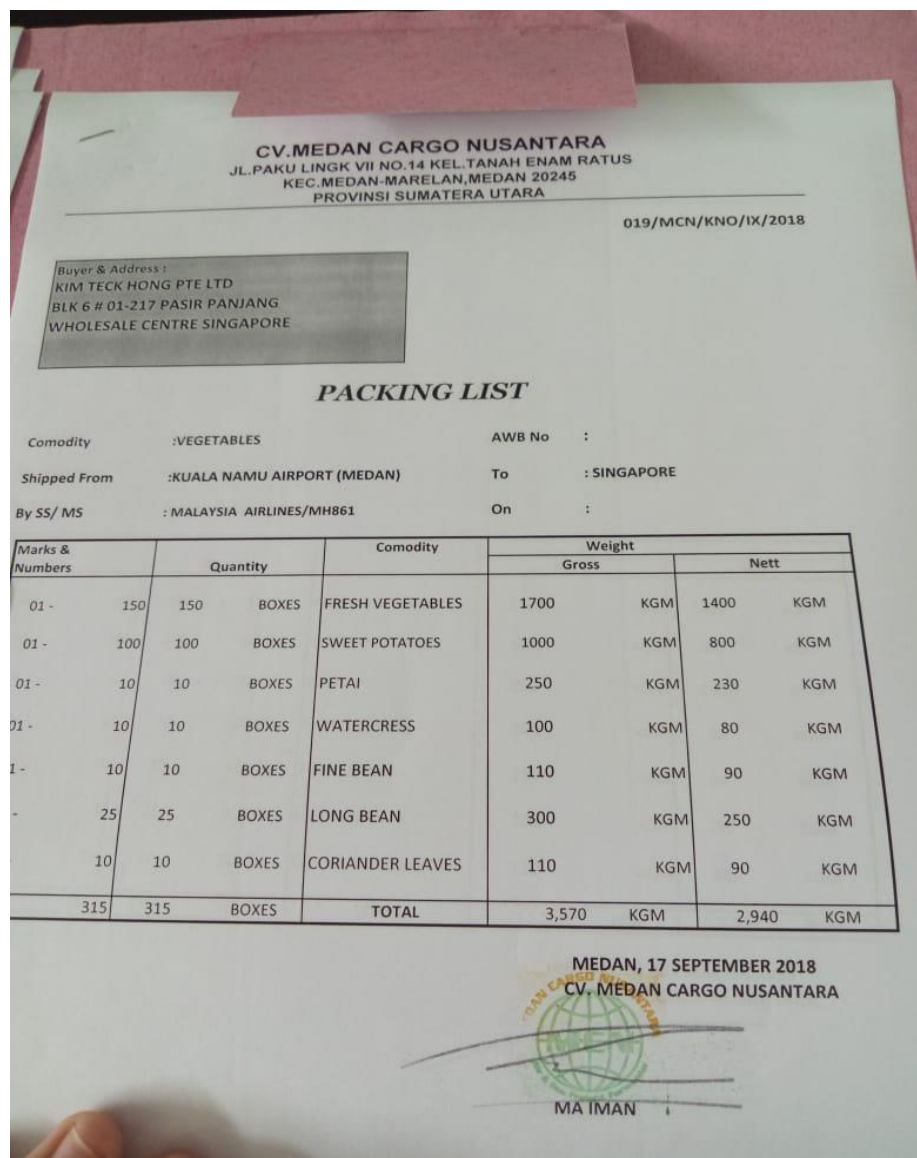 CV.MEDAN CARGO NUSANTARA
JL.PAKU LINGK VII NO.14 KEL.TANAH ENAM RATUS
KEC.MEDAN-MARELAN,MEDAN 20245
PROVINSI SUMATERA UTARA
019/MCN/KNO/IX/2018
Buyer & Address :
KIM TECK HONG PTE LTD
BLK 6 # 01-217 PASIR PANJANG
WHOLESALE CENTRE SINGAPORE
PACKING LIST
Comodity :VEGETABLES AWB No :
Shipped From :KUALA NAMU AIRPORT (MEDAN) To : SINGAPORE
By SS/ MS : MALAYSIA AIRLINES/MH861 On :
Marks & Numbers Quantity Comodity Weight
Gross Nett
01 - 150 150 BOXES FRESH VEGETABLES 1700 KGM 1400 KGM
01 - 100 100 BOXES SWEET POTATOES 1000 KGM 800 KGM
01 - 10 10 BOXES PETAI 250 KGM 230 KGM
01 - 10 10 BOXES WATERCRESS 100 KGM 80 KGM
1 - 10 10 BOXES FINE BEAN 110 KGM 90 KGM
- 25 25 BOXES LONG BEAN 300 KGM 250 KGM
10 10 BOXES CORIANDER LEAVES 110 KGM 90 KGM
315 315 BOXES TOTAL 3,570 KGM 2,940 KGM
MEDAN, 17 SEPTEMBER 2018
CV. MEDAN CARGO NUSANTARA
DAN CARGO NUSANTARA
MA IMAN